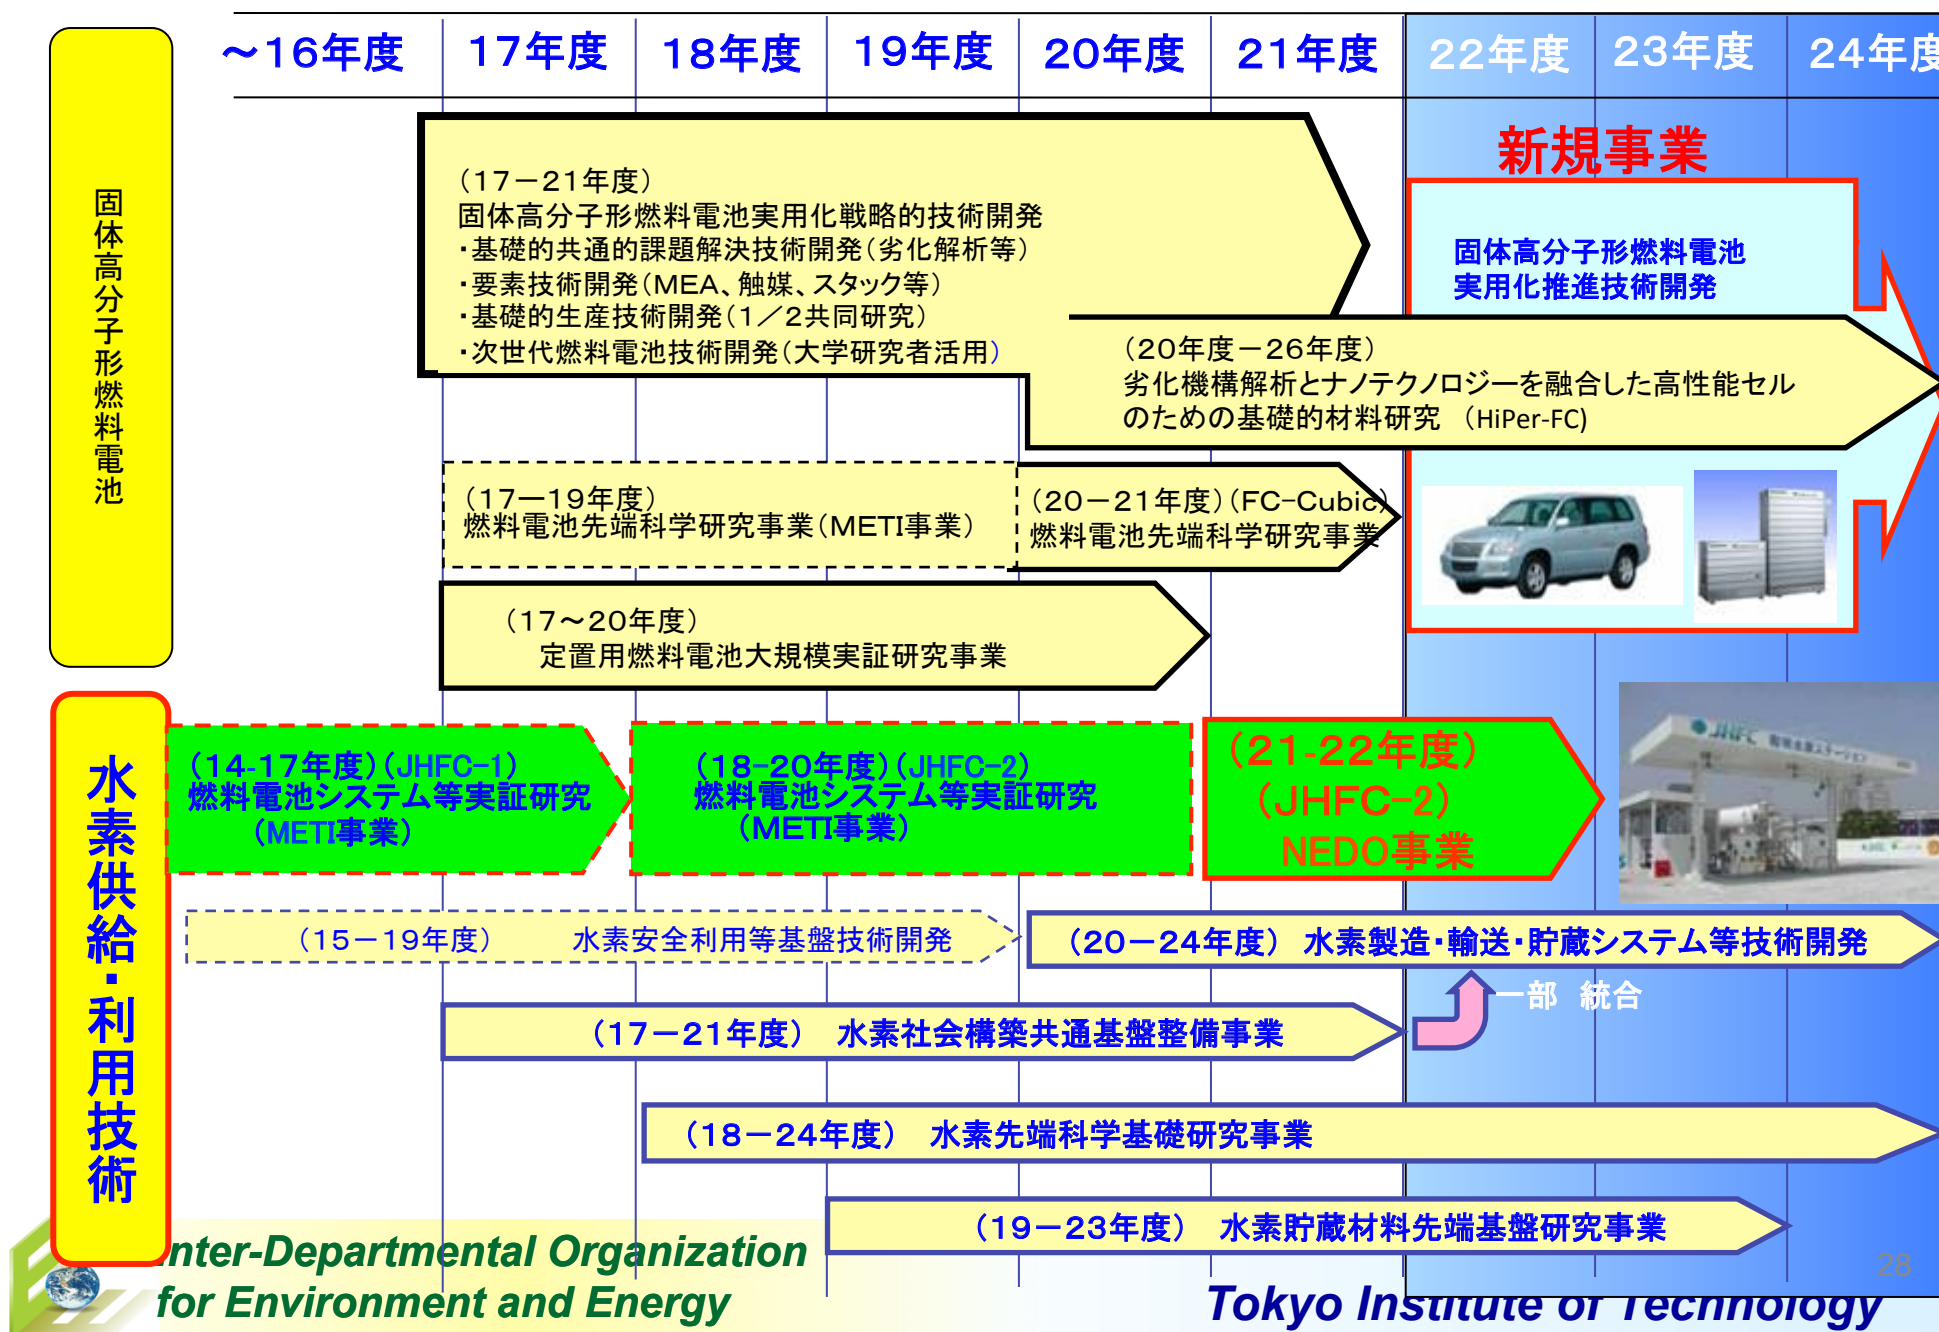 ～16年度 17年度 18年度 19年度 20年度 21年度 22年度 23年度 24年度
固体高分子形燃料電池
（17－21年度）
固体高分子形燃料電池実用化戦略的技術開発
・基礎的共通的課題解決技術開発（劣化解析等）
・要素技術開発（MEA、触媒、スタック等）
・基礎的生産技術開発（1／2共同研究）
・次世代燃料電池技術開発（大学研究者活用）
新規事業
固体高分子形燃料電池
実用化推進技術開発
（20年度－26年度）
劣化機構解析とナノテクノロジーを融合した高性能セル
のための基礎的材料研究 （HiPer-FC)
（17ー19年度）
燃料電池先端科学研究事業（METI事業）
（20－21年度）（FC-Cubic）
燃料電池先端科学研究事業
（17～20年度）
定置用燃料電池大規模実証研究事業
水素供給・利用技術
（14-17年度）（JHFC-1）
燃料電池システム等実証研究
（METI事業）
（18-20年度）（JHFC-2）
燃料電池システム等実証研究
（METI事業）
（21-22年度）
（JHFC-2）
NEDO事業
JHFC
（15－19年度） 水素安全利用等基盤技術開発
（20－24年度） 水素製造・輸送・貯蔵システム等技術開発
一部 統合
（17－21年度） 水素社会構築共通基盤整備事業
（18－24年度） 水素先端科学基礎研究事業
（19－23年度） 水素貯蔵材料先端基盤研究事業
nter-Departmental Organization
for Environment and Energy
Tokyo Institute of Technology
28